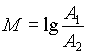 M = lg A₁/A₂